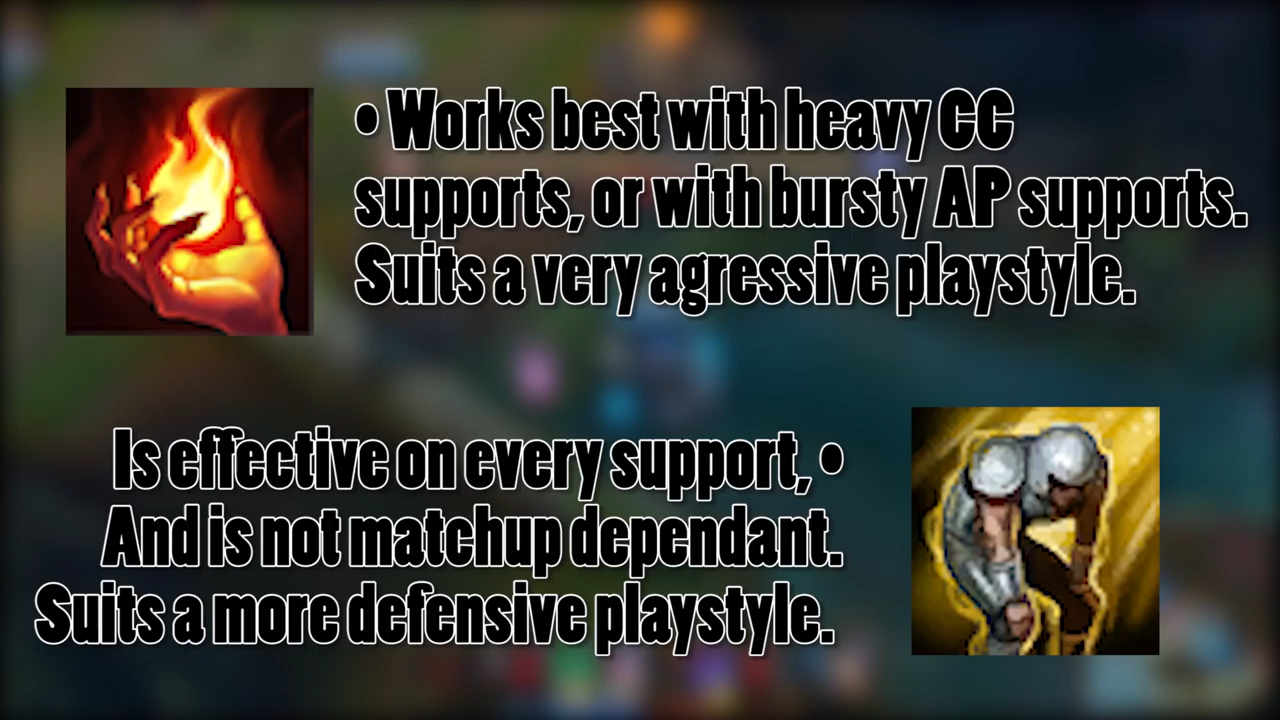 • Works best with heavy CC
supports, or with bursty AP supports.
Suits a very agressive playstyle.
Is effective on every support, •
And is not matchup dependant.
Suits a more defensive playstyle.